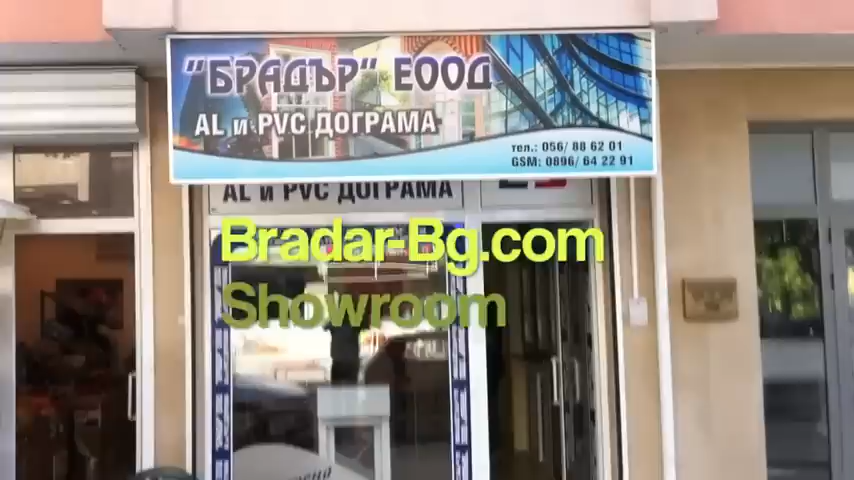 "БРАДЪР" ЕООД
AL и PVC ДОГРАМА
тел.: 056/ 88 62 01
GSM: 0896/ 64 22 91
AL И PVC ДОГРАМА
Bradar-Bg.com
Showroom